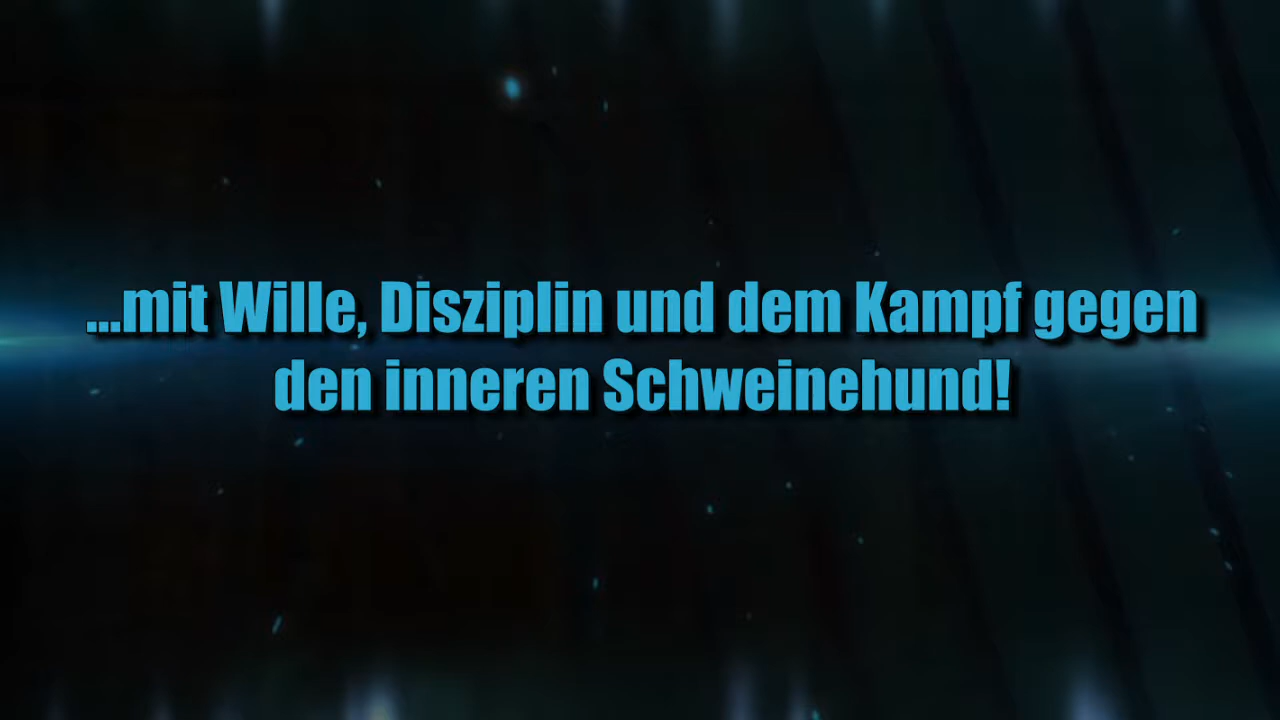 ...mit Wille, Disziplin und dem Kampf gegen
den inneren Schweinehund!